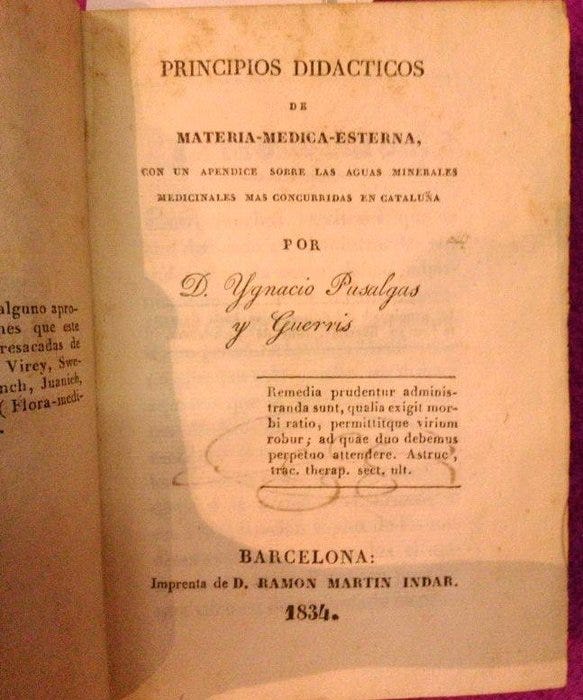 alguno apro-
nes que este
resacadas de
Virey, Swe-
nch, Juanich,
Flora-medi-
PRINCIPIOS DIDACTICOS
DE
MATERIA-MEDICA-ESTERNA,
CON UN APENDICE SOBRE LAS AGUAS MINERALES
MEDICINALES MAS CONCURRIDAS EN CATALUÑA
POR
D. Ygnacio Pusalgas
y Guerris
Remedia prudentur adminis-
tranda sunt, qualia exigit mor-
bi ratio, permittitque virium
robur; ad quae duo debemus
perpetuo attendere. Astruc,
trac. therap. sect. ult.
BARCELONA:
Imprenta de D. RAMON MARTIN INDAR.
1834.